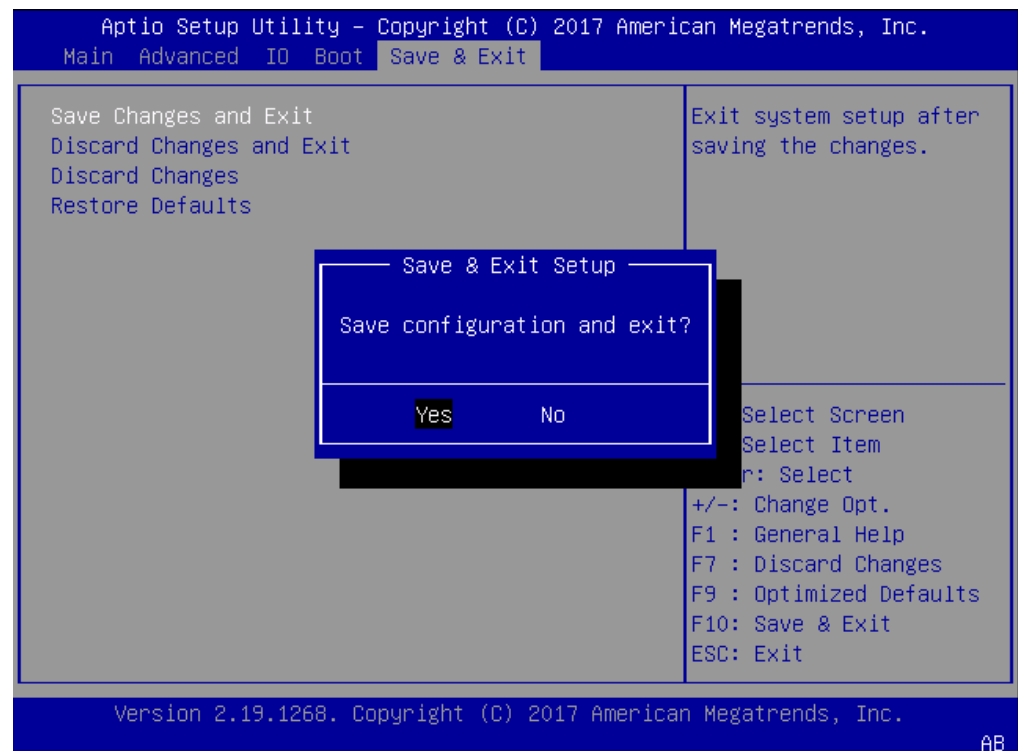 Aptio Setup Utility – Copyright (C) 2017 American Megatrends, Inc.
Main Advanced IO Boot Save & Exit
Save Changes and Exit
Discard Changes and Exit
Discard Changes
Restore Defaults
Exit system setup after
saving the changes.
Save & Exit Setup
Save configuration and exit?
Yes No
Select Screen
Select Item
r: Select
+/-: Change Opt.
F1 : General Help
F7 : Discard Changes
F9 : Optimized Defaults
F10: Save & Exit
ESC: Exit
Version 2.19.1268. Copyright (C) 2017 American Megatrends, Inc.
AB